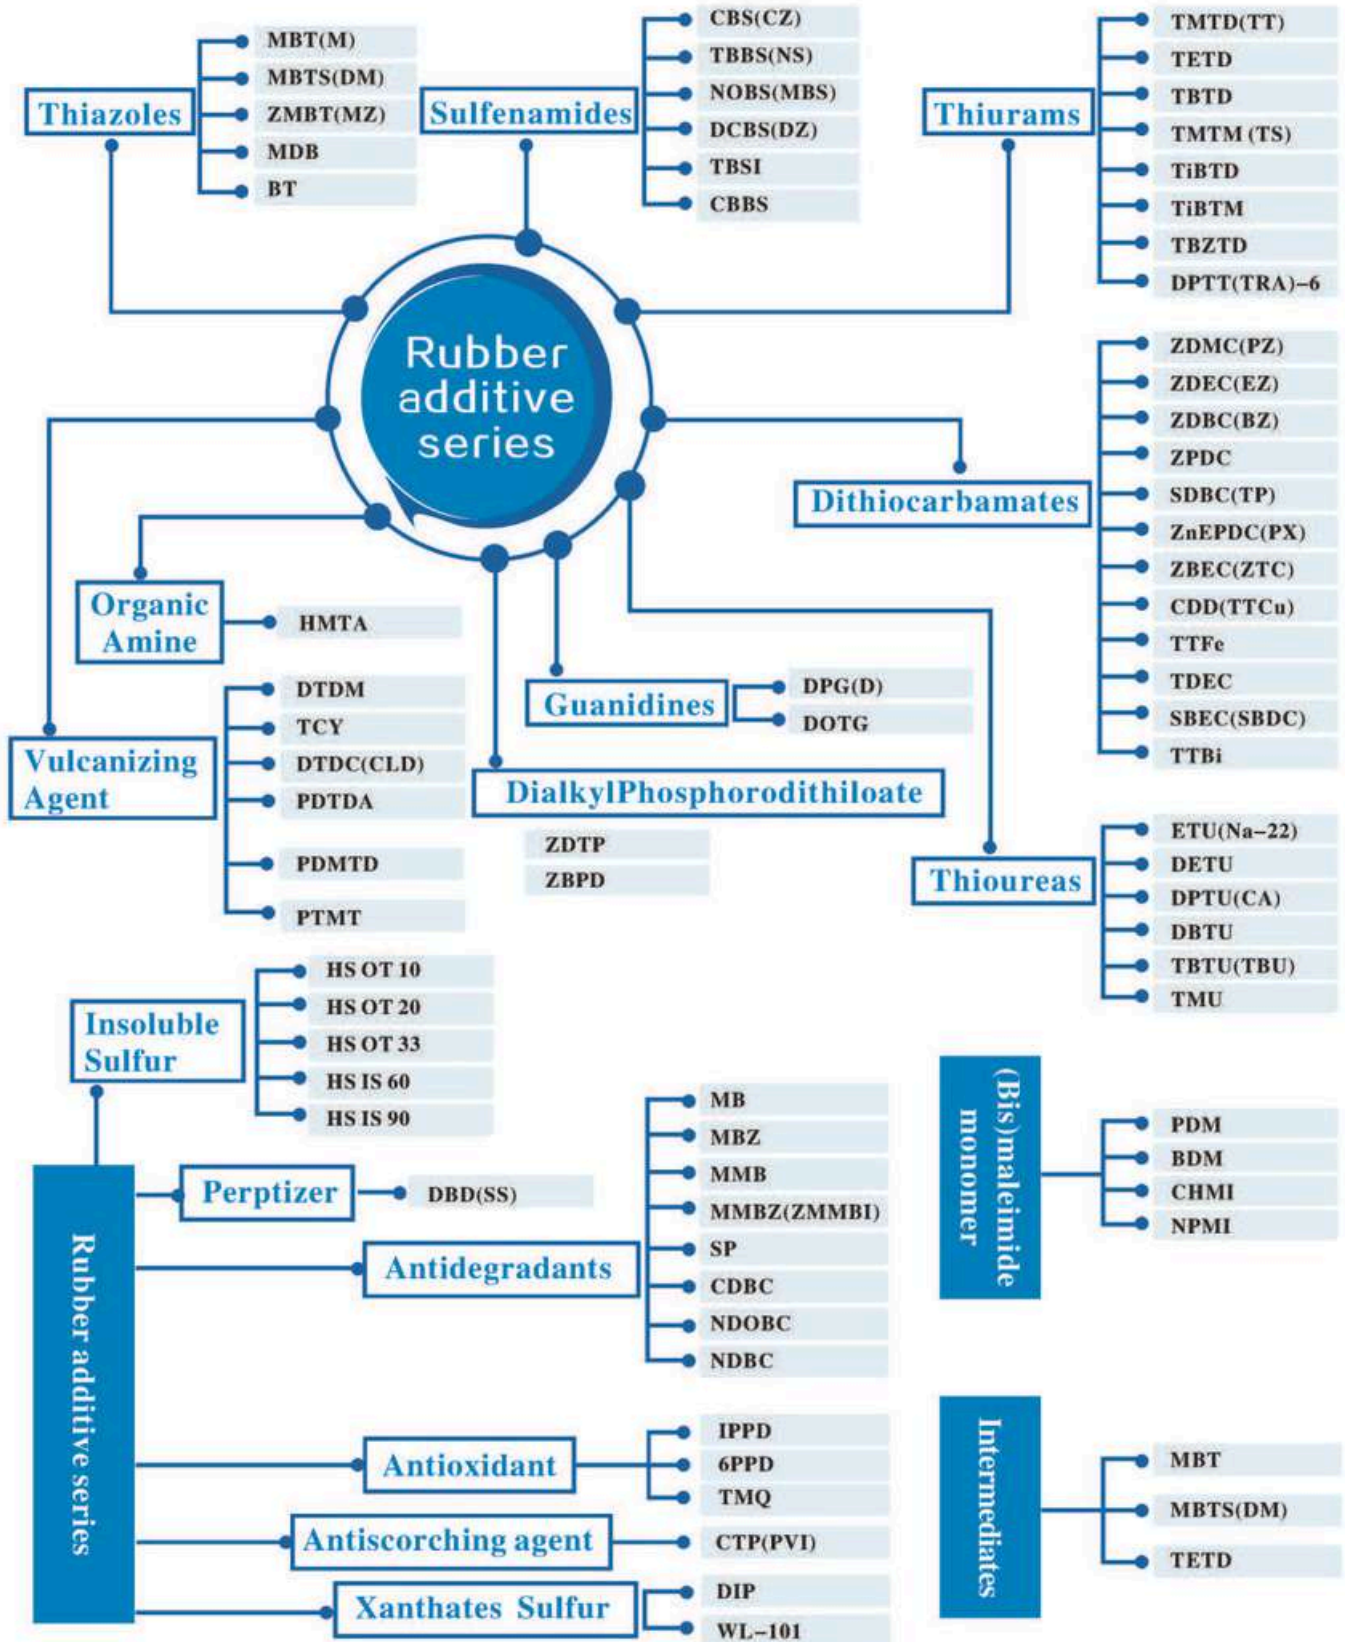 Thiazoles
MBT(M)
MBTS(DM)
ZMBT(MZ)
MDB
BT
Sulfenamides
CBS(CZ)
TBBS(NS)
NOBS(MBS)
DCBS(DZ)
TBSI
CBBS
Thiurams
TMTD(TT)
TETD
TBTD
TMTM (TS)
TiBTD
TiBTM
TBZTD
DPTT(TRA)-6
Rubber
additive
series
Dithiocarbamates
ZDMC(PZ)
ZDEC(EZ)
ZDBC(BZ)
ZPDC
SDBC(TP)
ZnEPDC(PX)
ZBEC(ZTC)
CDD(TTCu)
TTFe
TDEC
SBEC(SBDC)
TTBi
Organic
Amine
HMTA
Vulcanizing
Agent
DTDM
TCY
DTDC(CLD)
PDTDA
PDMTD
PTMT
Guanidines
DPG(D)
DOTG
DialkylPhosphorodithiloate
ZDTP
ZBPD
Thioureas
ETU(Na-22)
DETU
DPTU(CA)
DBTU
TBTU(TBU)
TMU
Insoluble
Sulfur
HS OT 10
HS OT 20
HS OT 33
HS IS 60
HS IS 90
Rubber additive series
Perptizer
DBD(SS)
Antidegradants
MB
MBZ
MMB
MMBZ(ZMMBI)
SP
CDBC
NDOBC
NDBC
Antioxidant
IPPD
6PPD
TMQ
Antiscorching agent
CTP(PVI)
Xanthates Sulfur
DIP
WL-101
(Bis)maleimide
monomer
PDM
BDM
CHMI
NPMI
Intermediates
MBT
MBTS(DM)
TETD